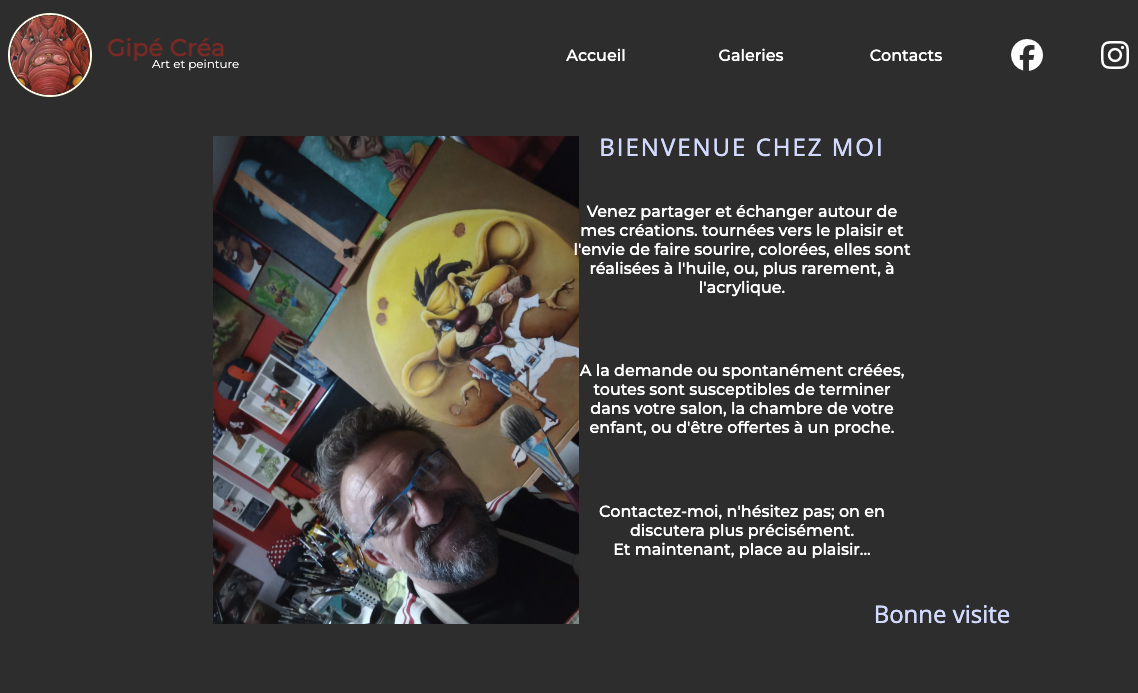 Gipé Créa
Art et peinture
Accueil
Galeries
Contacts
BIENVENUE CHEZ MOI
Venez partager et échanger autour de
mes créations. tournées vers le plaisir et
l'envie de faire sourire, colorées, elles sont
réalisées à l'huile, ou, plus rarement, à
l'acrylique.
A la demande ou spontanément créées,
toutes sont susceptibles de terminer
dans votre salon, la chambre de votre
enfant, ou d'être offertes à un proche.
Contactez-moi, n'hésitez pas; on en
discutera plus précisément.
Et maintenant, place au plaisir...
Bonne visite